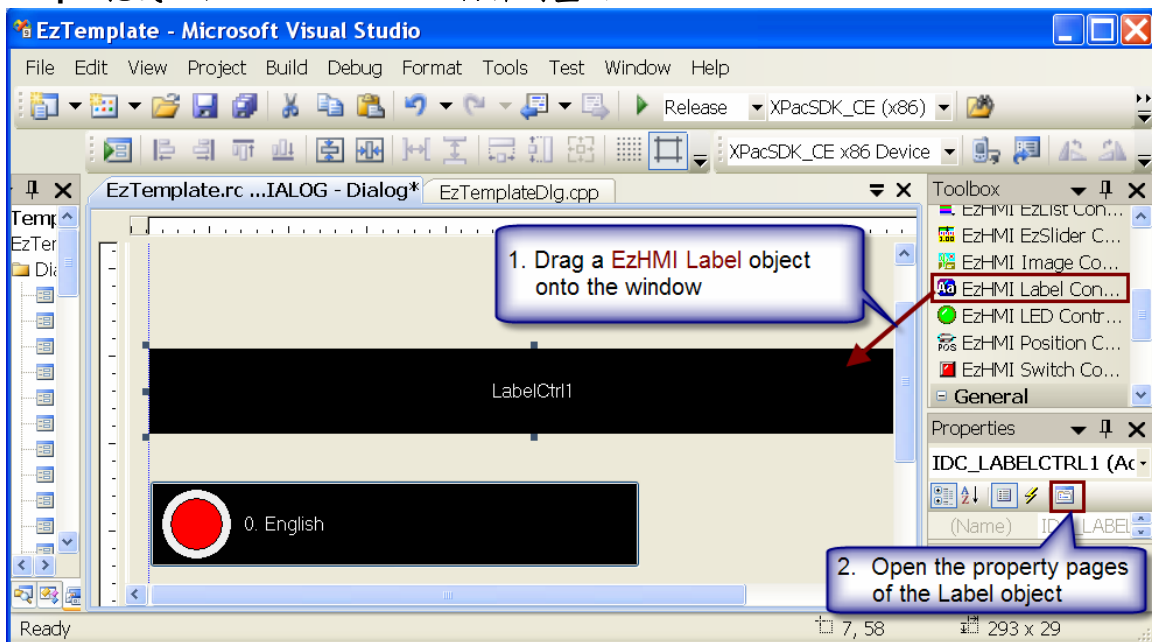 EzTemplate - Microsoft Visual Studio
File Edit View Project Build Debug Format Tools Test Window Help
Release XPacSDK_CE (x86)
XPacSDK_CE x86 Device
EzTemplate.rc ...IALOG - Dialog* EzTemplateDlg.cpp
Toolbox
EzHMI EzList Con...
EzHMI EzSlider C...
EzHMI Image Co...
EzHMI Label Con...
EzHMI LED Contr...
EzHMI Position C...
EzHMI Switch Co...
General
1. Drag a EzHMI Label object
onto the window
LabelCtrl1
0. English
Properties
IDC_LABELCTRL1 (Ac
(Name)
2. Open the property pages
of the Label object
Ready
7, 58
293 x 29